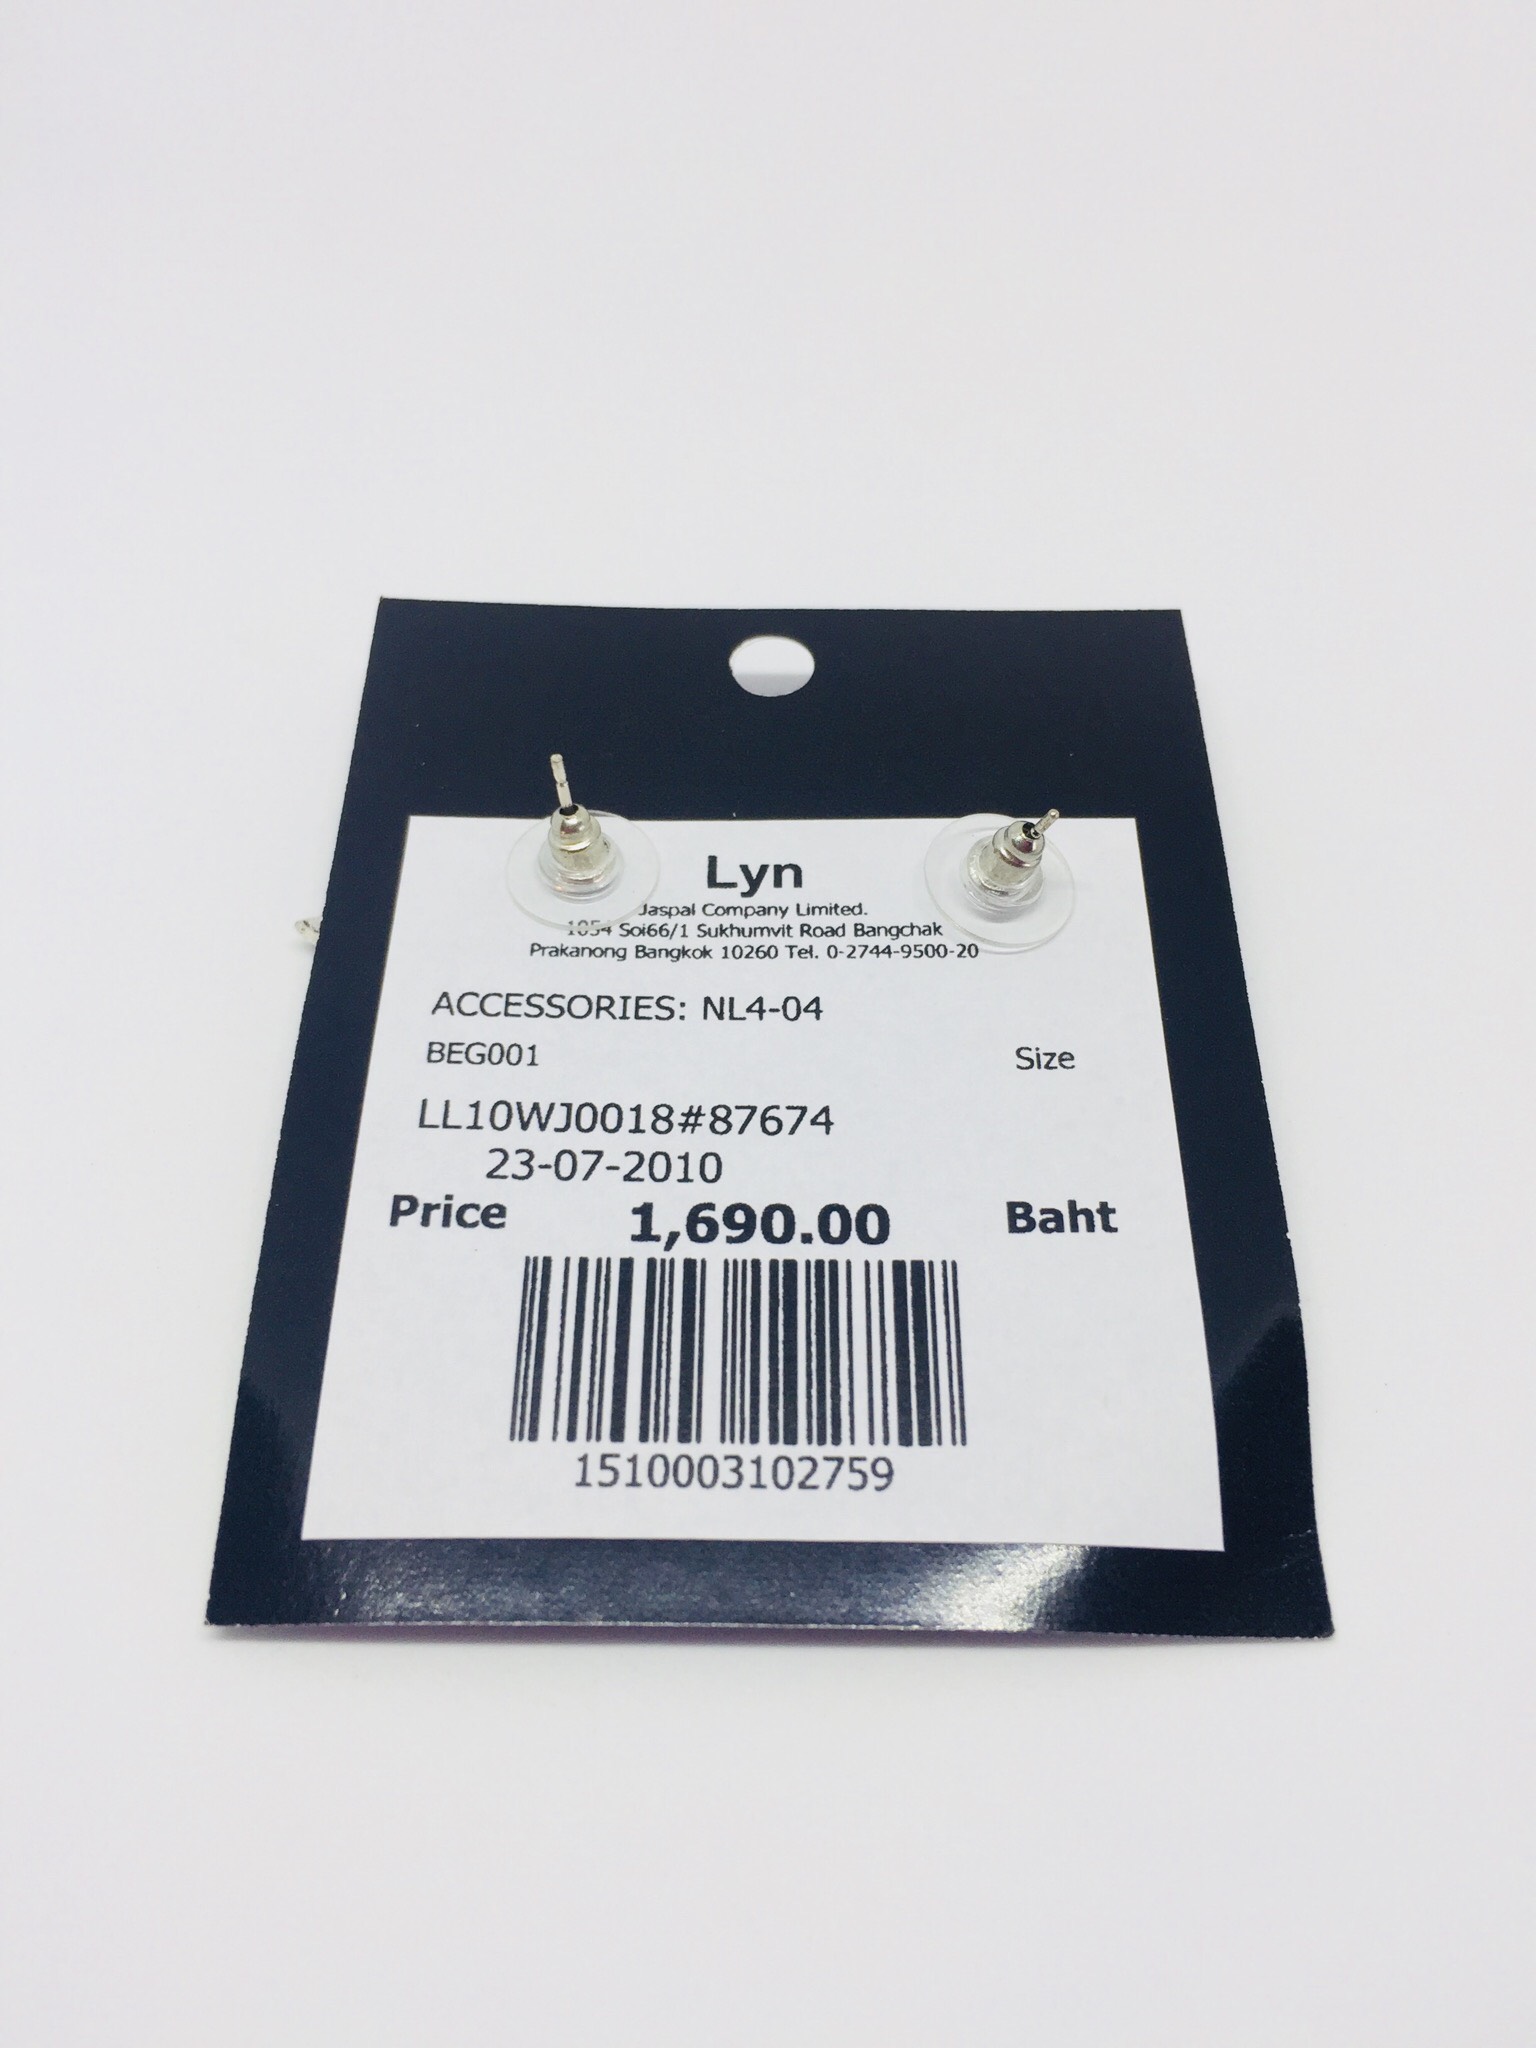 Lyn
Jaspal Company Limited.
1054 Soi66/1 Sukhumvit Road Bangchak
Prakanong Bangkok 10260 Tel. 0-2744-9500-20
ACCESSORIES: NL4-04
BEG001 Size
LL10WJ0018#87674
23-07-2010
Price 1,690.00 Baht
1510003102759